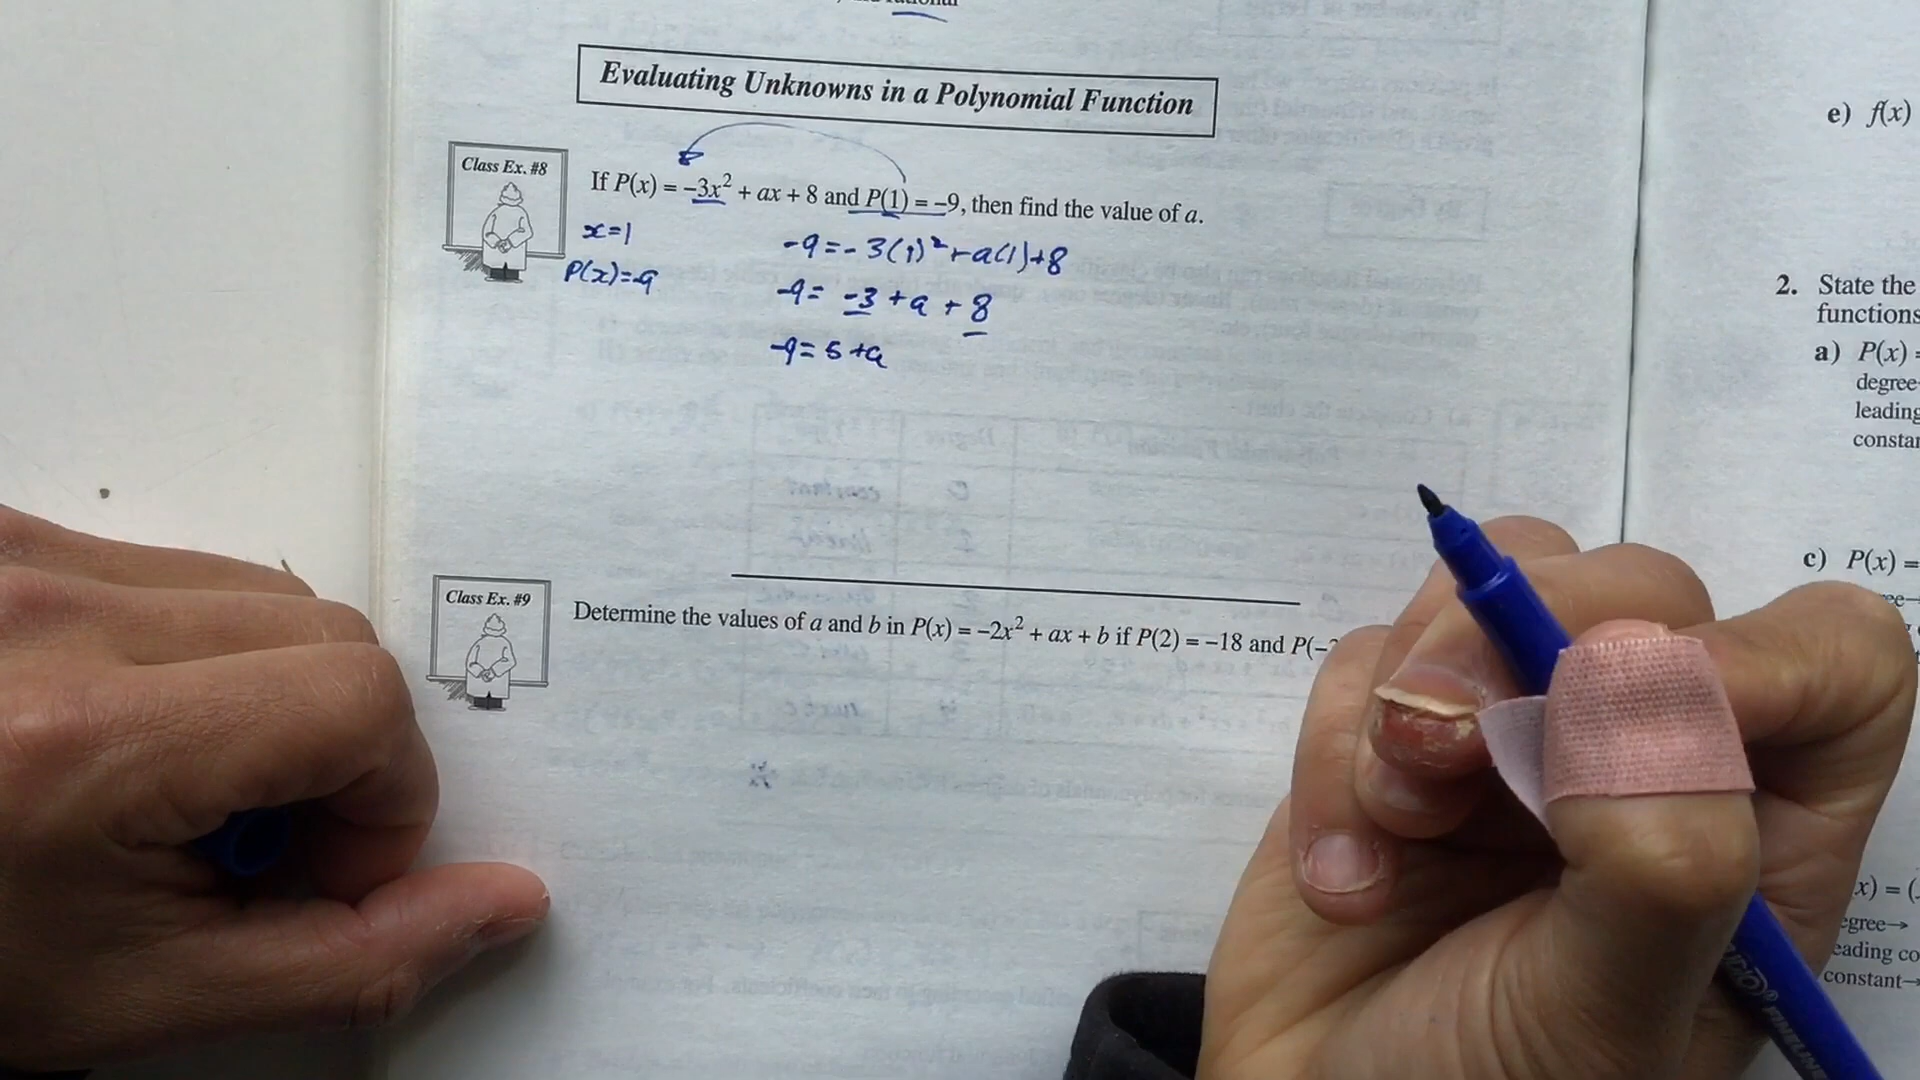 rational
Evaluating Unknowns in a Polynomial Function
Class Ex. #8
If P(x) = –3x² + ax + 8 and P(1) = –9, then find the value of a.
x=1
P(x)=-9
-9=-3(1)²+a(1)+8
-9= -3 +a + 8
-9= 5 +a
Class Ex. #9
Determine the values of a and b in P(x) = –2x² + ax + b if P(2) = –18 and P(–
e) f(x)
2. State the
functions
a) P(x) =
degree
leading
constan
c) P(x) =
ee→
x) = (
egree→
eading co
constant→